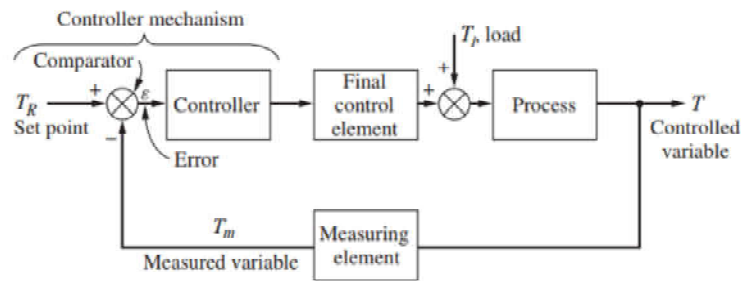 Controller mechanism
Comparator
T_i, load
+
+
ε
+
T_R
Set point
Controller
Final
control
element
Process
T
Controlled
variable
−
Error
T_m
Measured variable
Measuring
element